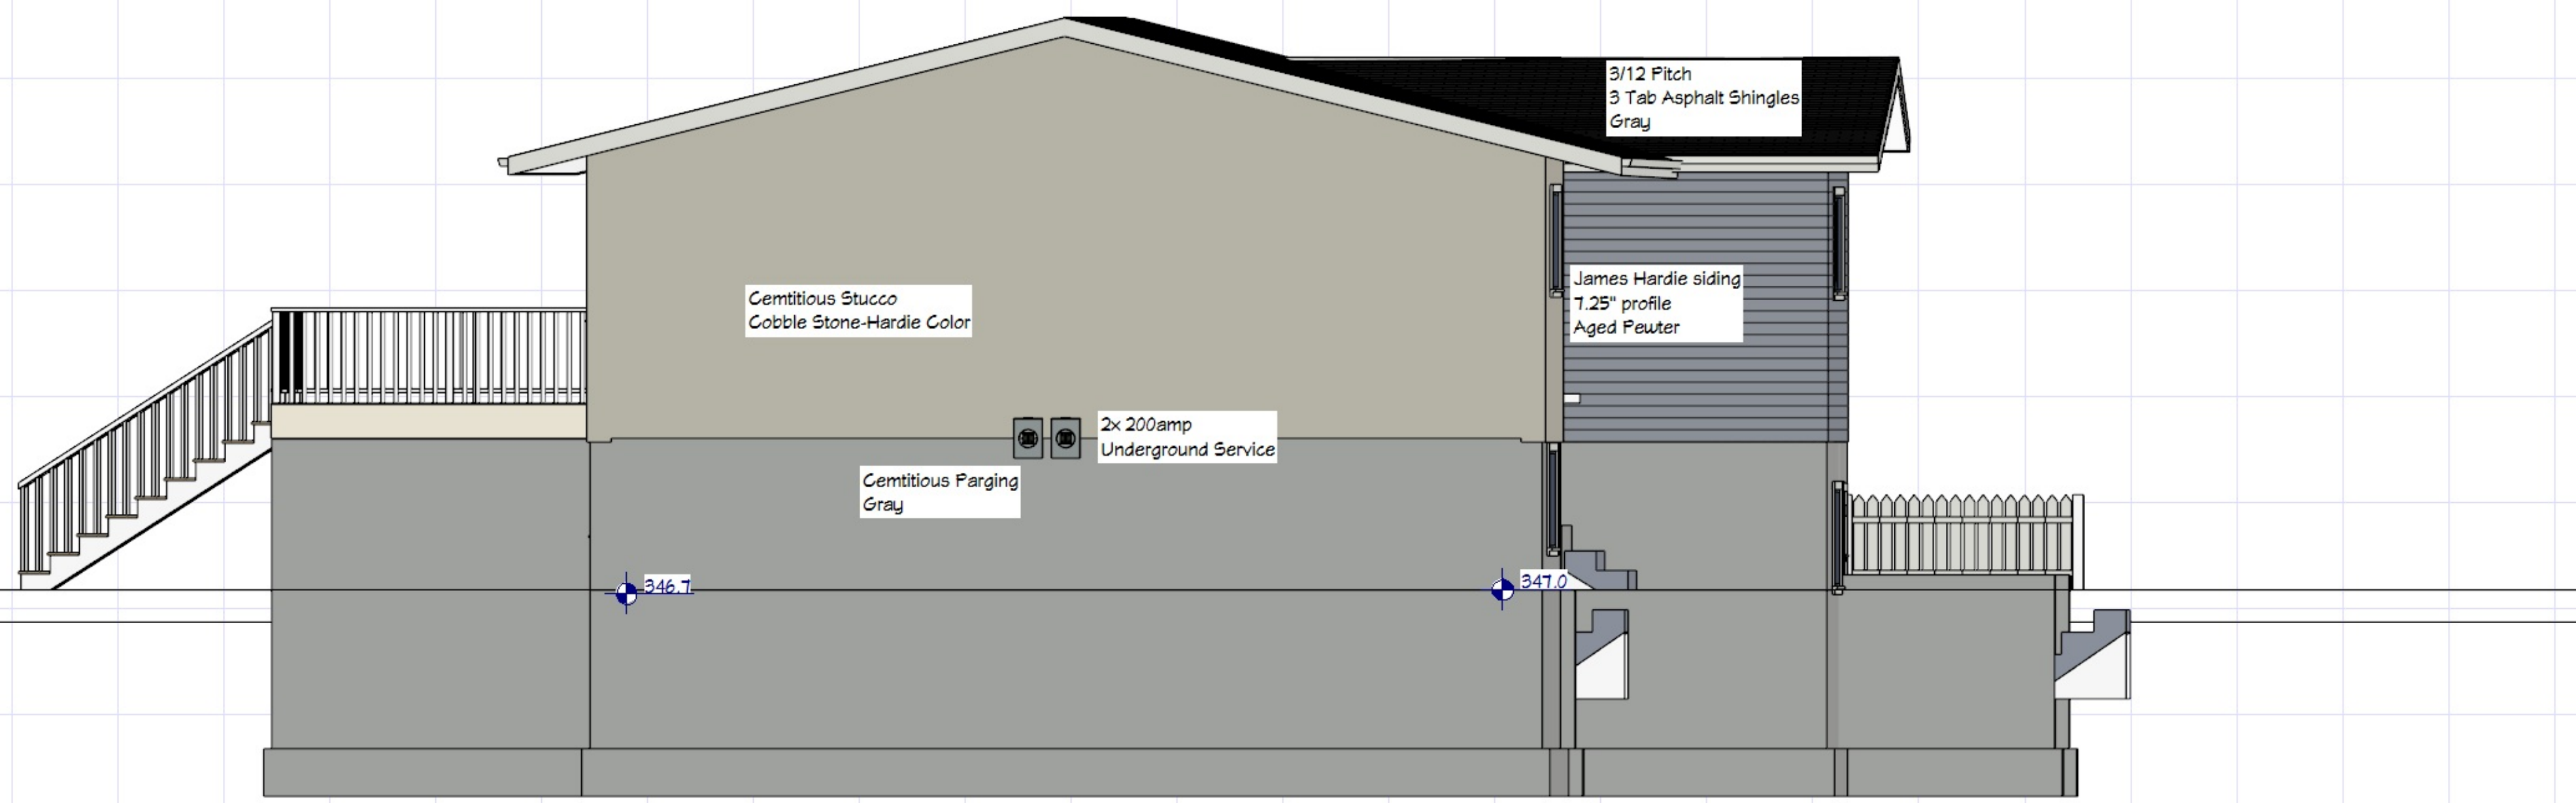 3/12 Pitch
3 Tab Asphalt Shingles
Gray
Cemtitious Stucco
Cobble Stone-Hardie Color
James Hardie siding
7.25" profile
Aged Pewter
2x 200amp
Underground Service
Cemtitious Parging
Gray
346.7
347.0